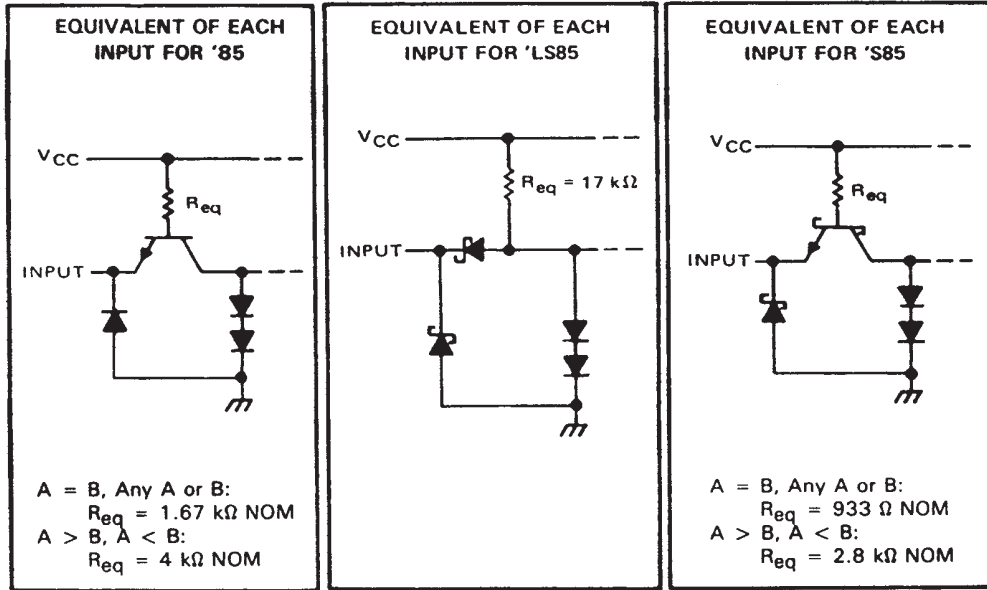 EQUIVALENT OF EACH
INPUT FOR '85
VCC
Req
INPUT
A = B, Any A or B:
Req = 1.67 kΩ NOM
A > B, A < B:
Req = 4 kΩ NOM
EQUIVALENT OF EACH
INPUT FOR 'LS85
VCC
Req = 17 kΩ
INPUT
EQUIVALENT OF EACH
INPUT FOR 'S85
VCC
Req
INPUT
A = B, Any A or B:
Req = 933 Ω NOM
A > B, A < B:
Req = 2.8 kΩ NOM